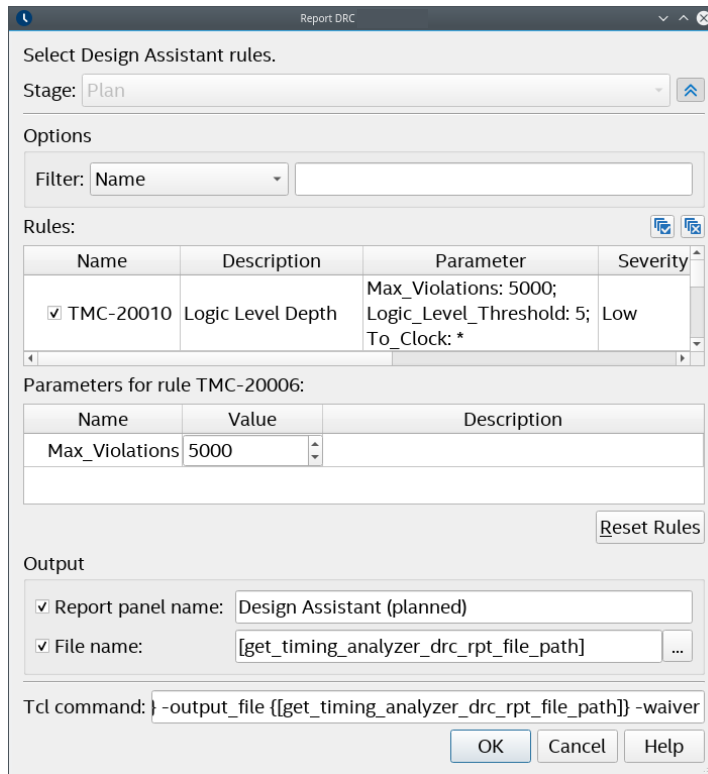 Report DRC
Select Design Assistant rules.
Stage: Plan
Options
Filter: Name
Rules:
Name Description Parameter Severity
TMC-20010 Logic Level Depth Max_Violations: 5000; Low
Logic_Level_Threshold: 5;
To_Clock: *
Parameters for rule TMC-20006:
Name Value Description
Max_Violations 5000
Reset Rules
Output
Report panel name: Design Assistant (planned)
File name: [get_timing_analyzer_drc_rpt_file_path] ...
Tcl command: } -output_file {[get_timing_analyzer_drc_rpt_file_path]} -waiver
OK Cancel Help